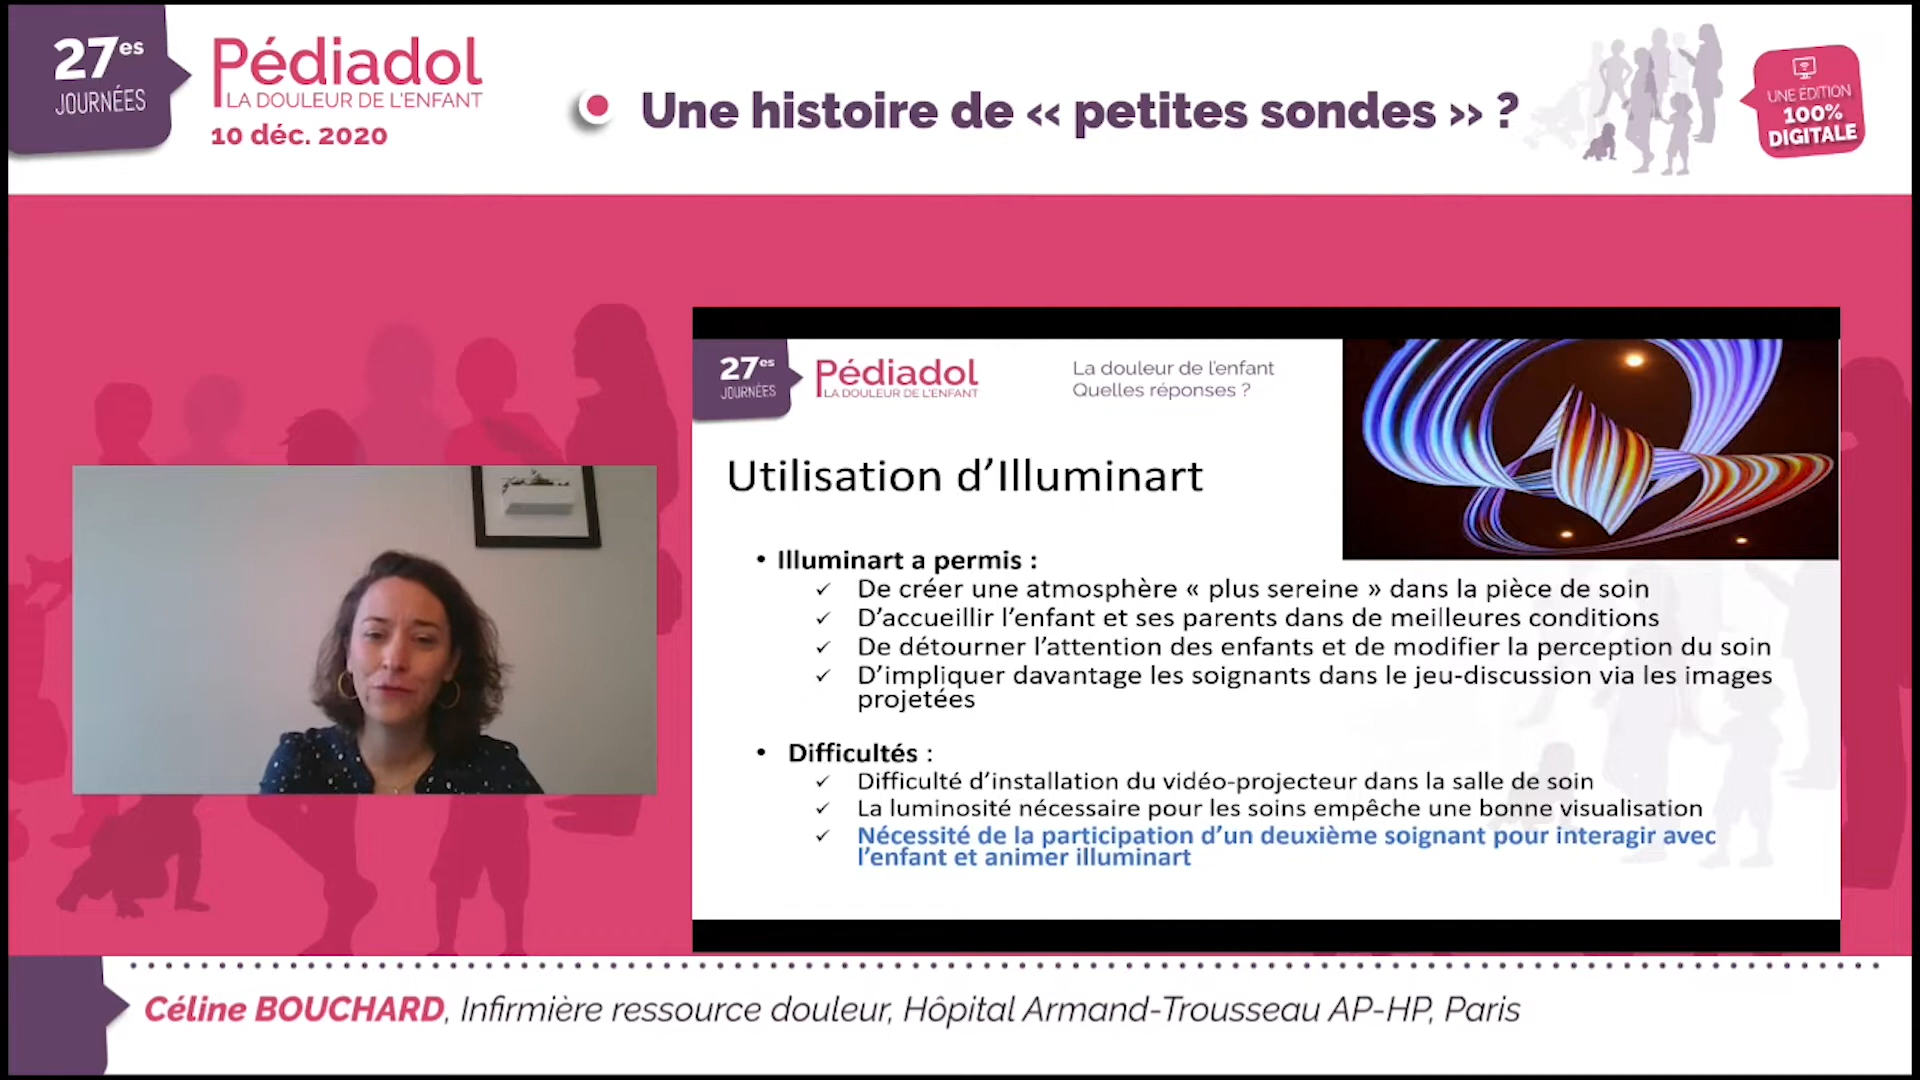 27es
JOURNÉES
Pédiadol
LA DOULEUR DE L'ENFANT
10 déc. 2020
Une histoire de « petites sondes » ?
UNE ÉDITION
100%
DIGITALE
27es
JOURNÉES
Pédiadol
LA DOULEUR DE L'ENFANT
La douleur de l'enfant
Quelles réponses ?
Utilisation d'Illuminart
• Illuminart a permis :
✓ De créer une atmosphère « plus sereine » dans la pièce de soin
✓ D'accueillir l'enfant et ses parents dans de meilleures conditions
✓ De détourner l'attention des enfants et de modifier la perception du soin
✓ D'impliquer davantage les soignants dans le jeu-discussion via les images
projetées
• Difficultés :
✓ Difficulté d'installation du vidéo-projecteur dans la salle de soin
✓ La luminosité nécessaire pour les soins empêche une bonne visualisation
✓ Nécessité de la participation d'un deuxième soignant pour interagir avec
l'enfant et animer illuminart
Céline BOUCHARD, Infirmière ressource douleur, Hôpital Armand-Trousseau AP-HP, Paris